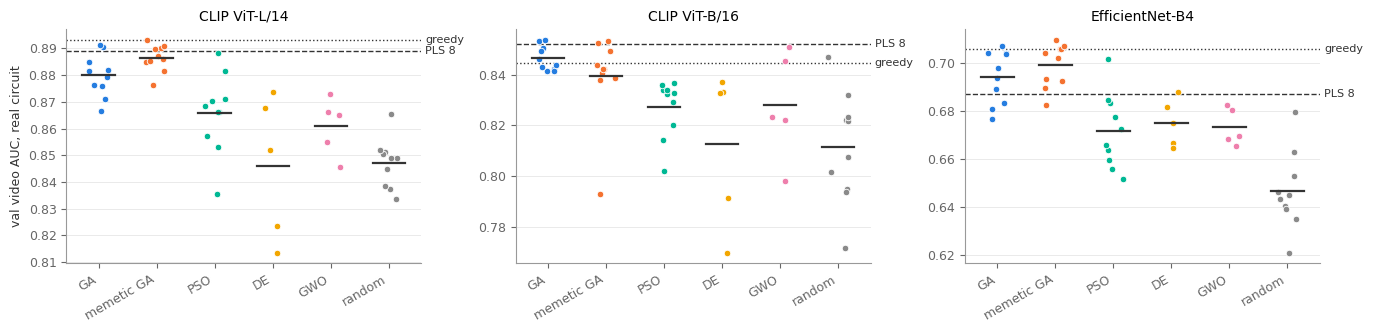 CLIP ViT-L/14
CLIP ViT-B/16
EfficientNet-B4
val video AUC, real circuit
0.89
0.88
0.87
0.86
0.85
0.84
0.83
0.82
0.81
greedy
PLS 8
GA
memetic GA
PSO
DE
GWO
random
0.84
0.82
0.80
0.78
PLS 8
greedy
GA
memetic GA
PSO
DE
GWO
random
0.70
0.68
0.66
0.64
0.62
greedy
PLS 8
GA
memetic GA
PSO
DE
GWO
random